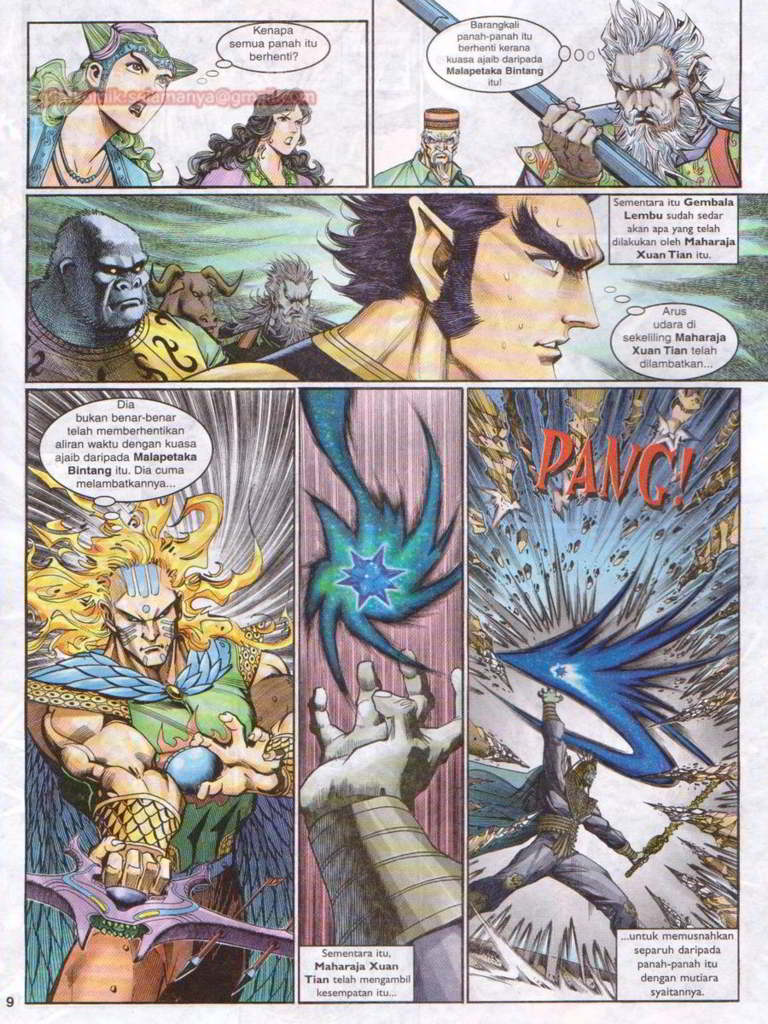 Kenapa
semua panah itu
berhenti?
Barangkali
panah-panah itu
berhenti kerana
kuasa ajaib daripada
Malapetaka Bintang
itu!
Sementara itu Gembala
Lembu sudah sedar
akan apa yang telah
dilakukan oleh Maharaja
Xuan Tian itu.
Arus
udara di
sekeliling Maharaja
Xuan Tian telah
dilambatkan...
Dia
bukan benar-benar
telah memberhentikan
aliran waktu dengan kuasa
ajaib daripada Malapetaka
Bintang itu. Dia cuma
melambatkannya...
Sementara itu,
Maharaja Xuan
Tian telah mengambil
kesempatan itu...
PANG!
...untuk memusnahkan
separuh daripada
panah-panah itu
dengan mutiara
syaitannya.
9